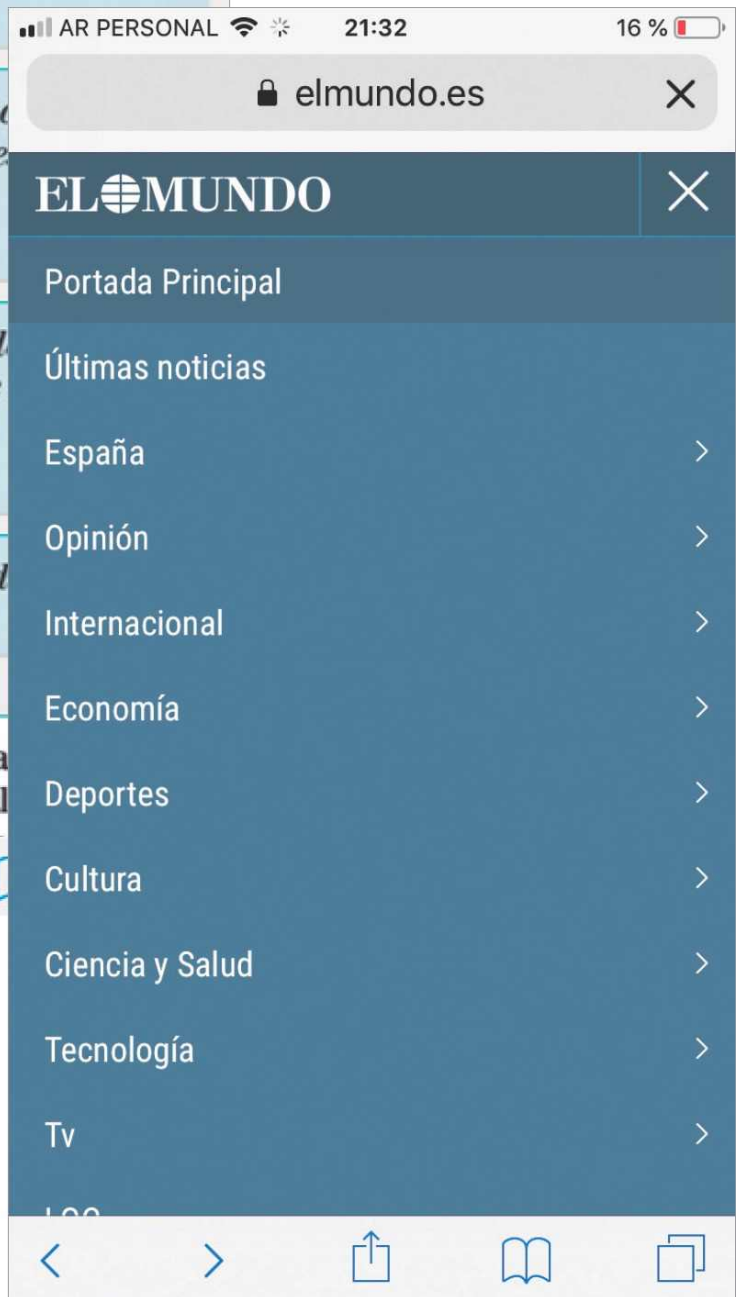 AR PERSONAL 21:32 16 %
elmundo.es
EL MUNDO
Portada Principal
Últimas noticias
España
Opinión
Internacional
Economía
Deportes
Cultura
Ciencia y Salud
Tecnología
Tv